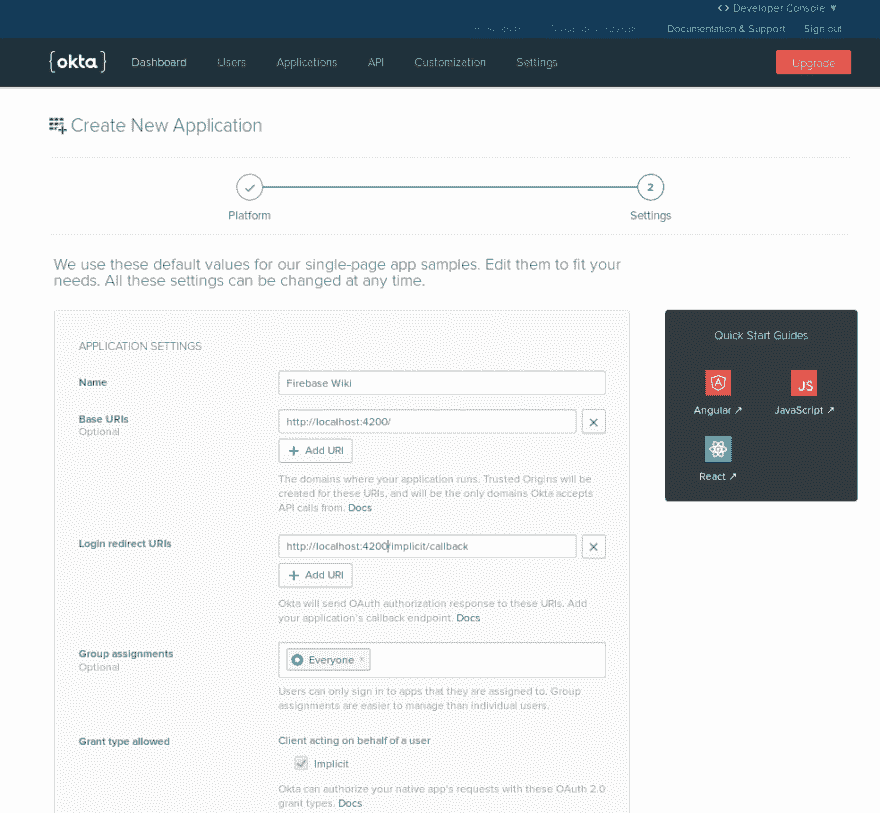 <> Developer Console ▼
Documentation & Support Sign out
{okta} Dashboard Users Applications API Customization Settings Upgrade
Create New Application
2
Platform Settings
We use these default values for our single-page app samples. Edit them to fit your
needs. All these settings can be changed at any time.
APPLICATION SETTINGS
Name
Firebase Wiki
Base URIs
Optional
http://localhost:4200/
+ Add URI
The domains where your application runs. Trusted Origins will be
created for these URIs, and will be the only domains Okta accepts
API calls from. Docs
Login redirect URIs
http://localhost:4200/implicit/callback
+ Add URI
Okta will send OAuth authorization response to these URIs. Add
your application's callback endpoint. Docs
Group assignments
Optional
Everyone ×
Users can only sign in to apps that they are assigned to. Group
assignments are easier to manage than individual users.
Grant type allowed
Client acting on behalf of a user
Implicit
Okta can authorize your native app's requests with these OAuth 2.0
grant types. Docs
Quick Start Guides
A
JS
Angular ↗ JavaScript ↗
React ↗